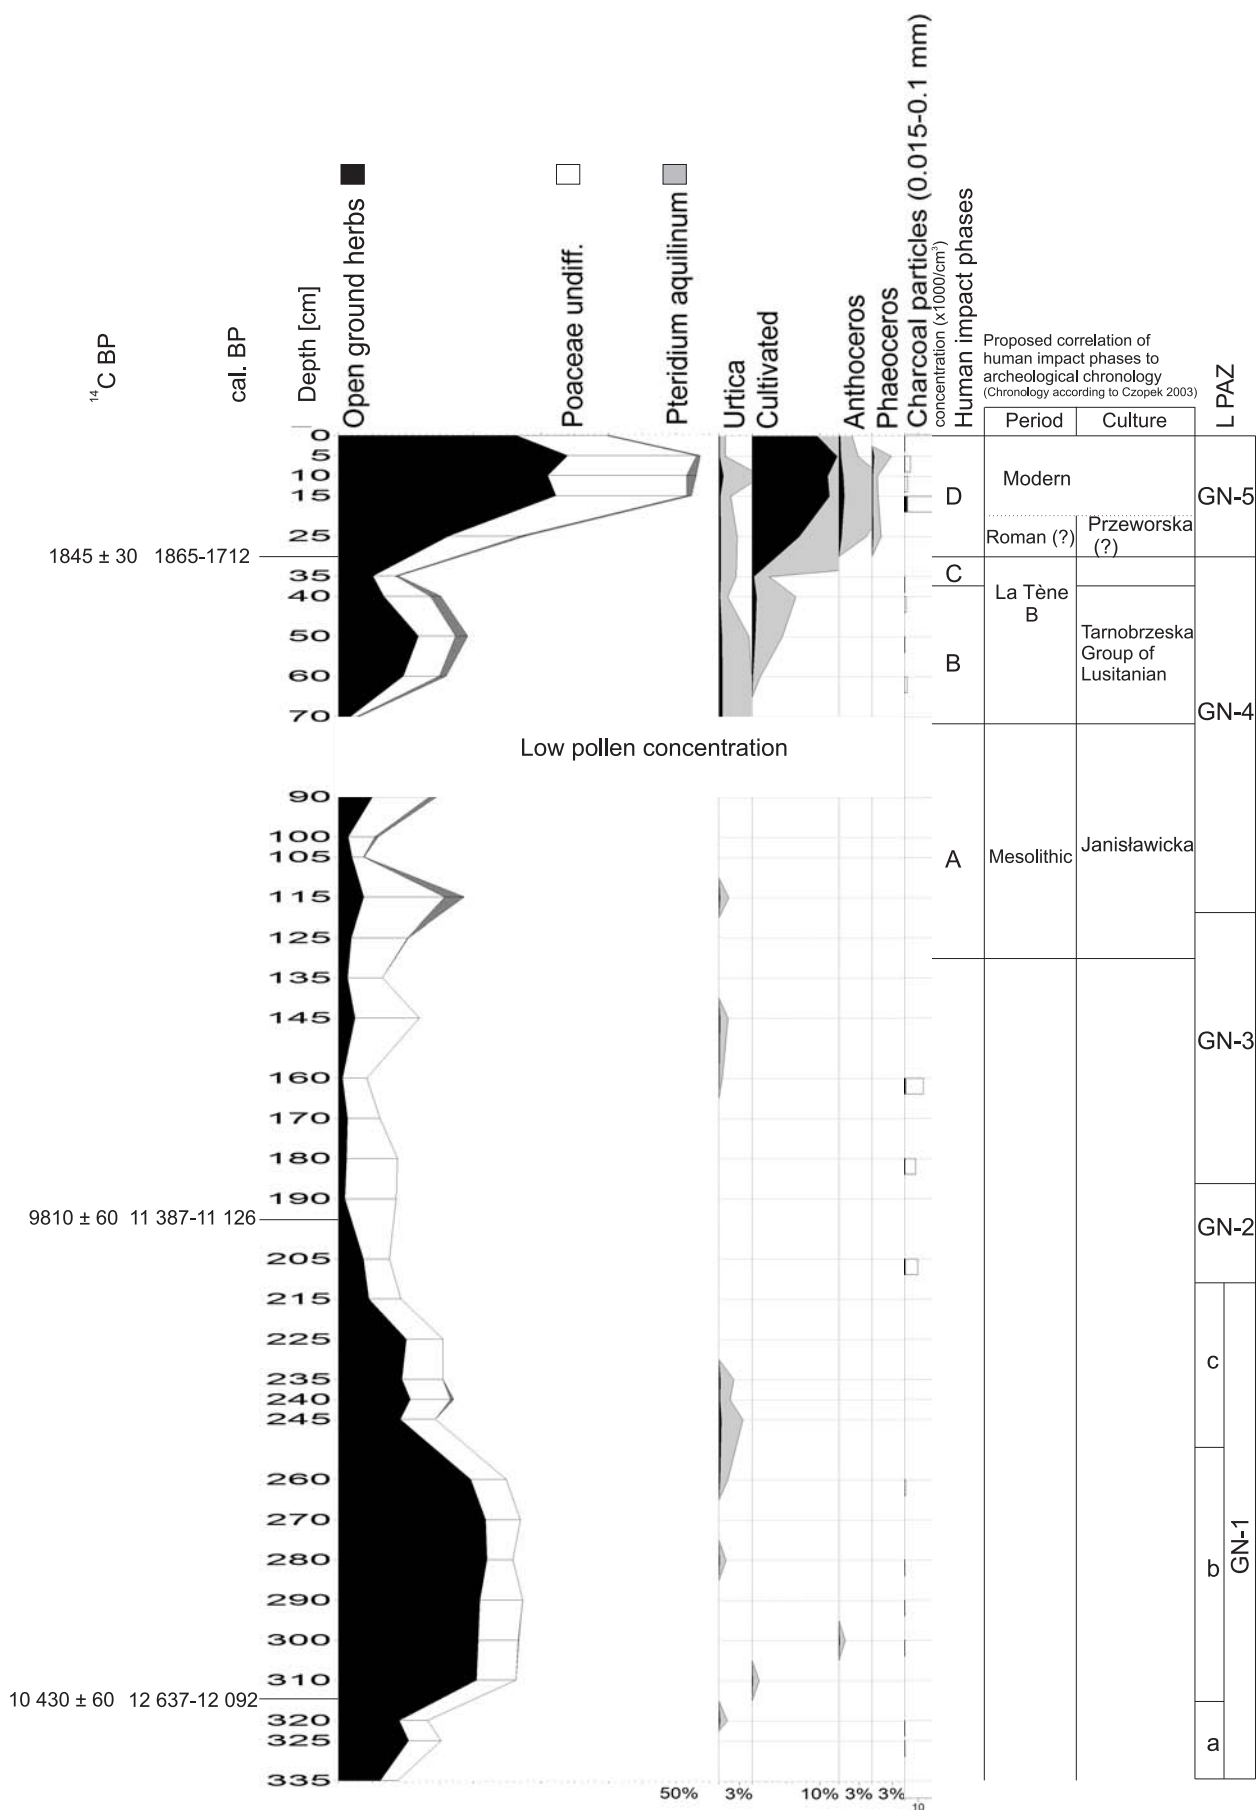 Open ground herbs
Poaceae undiff.
Pteridium aquilinum
Urtica
Cultivated
Anthoceros
Phaeoceros
Charcoal particles (0.015-0.1 mm)
concentration (x1000/cm³)
Human impact phases
Proposed correlation of
human impact phases to
archeological chronology
(Chronology according to Czopek 2003)
Period
Culture
L PAZ
¹⁴C BP
cal. BP
Depth [cm]
0
5
10
15
25
35
40
50
60
70
90
100
105
115
125
135
145
160
170
180
190
205
215
225
235
240
245
260
270
280
290
300
310
320
325
335
1845 ± 30 1865-1712
9810 ± 60 11 387-11 126
10 430 ± 60 12 637-12 092
Low pollen concentration
D
C
B
A
Modern
Roman (?)
Przeworska
(?)
La Tène
B
Tarnobrzeska
Group of
Lusitanian
Mesolithic
Janisławicka
GN-5
GN-4
GN-3
GN-2
c
b
a
GN-1
50%
3%
10%
3%
3%
10